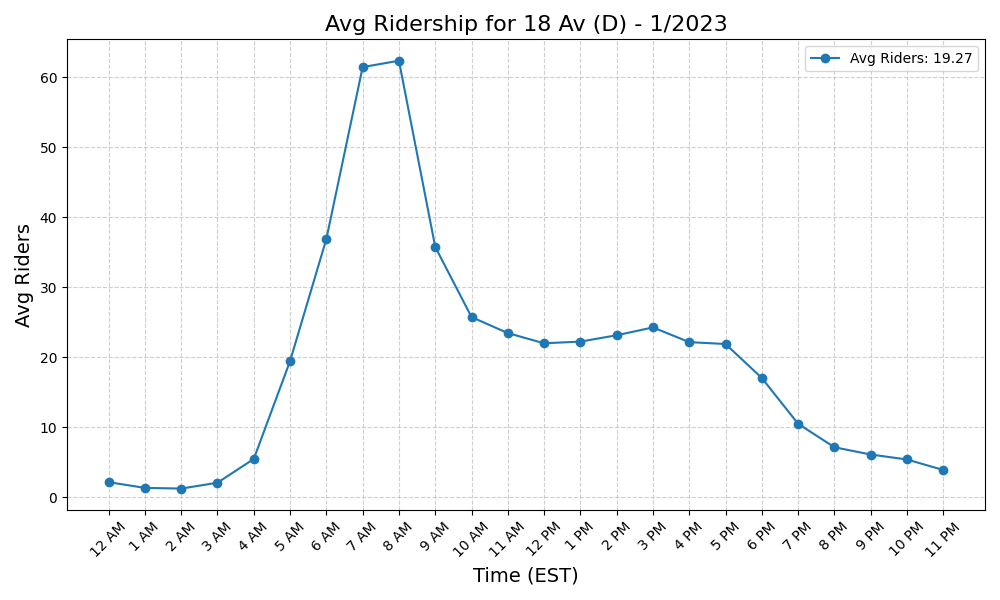 Avg Ridership for 18 Av (D) - 1/2023
Avg Riders: 19.27
Avg Riders
60
50
40
30
20
10
0
12 AM
1 AM
2 AM
3 AM
4 AM
5 AM
6 AM
7 AM
8 AM
9 AM
10 AM
11 AM
12 PM
1 PM
2 PM
3 PM
4 PM
5 PM
6 PM
7 PM
8 PM
9 PM
10 PM
11 PM
Time (EST)